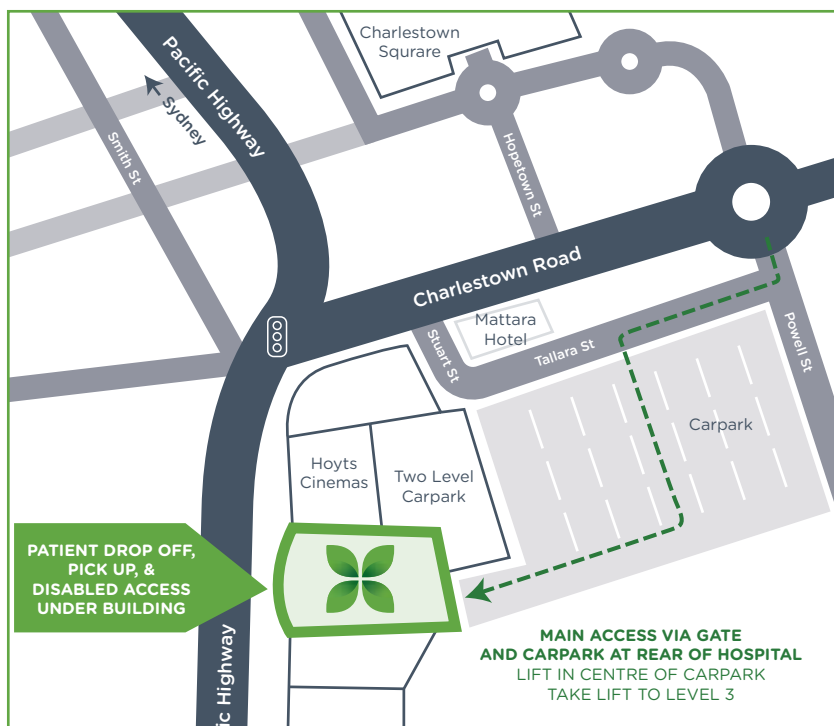 Charlestown
Squrare
Pacific Highway
Sydney
Smith St
Hopetown St
Charlestown Road
Mattara
Hotel
Stuart St
Tallara St
Powell St
Carpark
Hoyts
Cinemas
Two Level
Carpark
PATIENT DROP OFF,
PICK UP, &
DISABLED ACCESS
UNDER BUILDING
ic Highway
MAIN ACCESS VIA GATE
AND CARPARK AT REAR OF HOSPITAL
LIFT IN CENTRE OF CARPARK
TAKE LIFT TO LEVEL 3